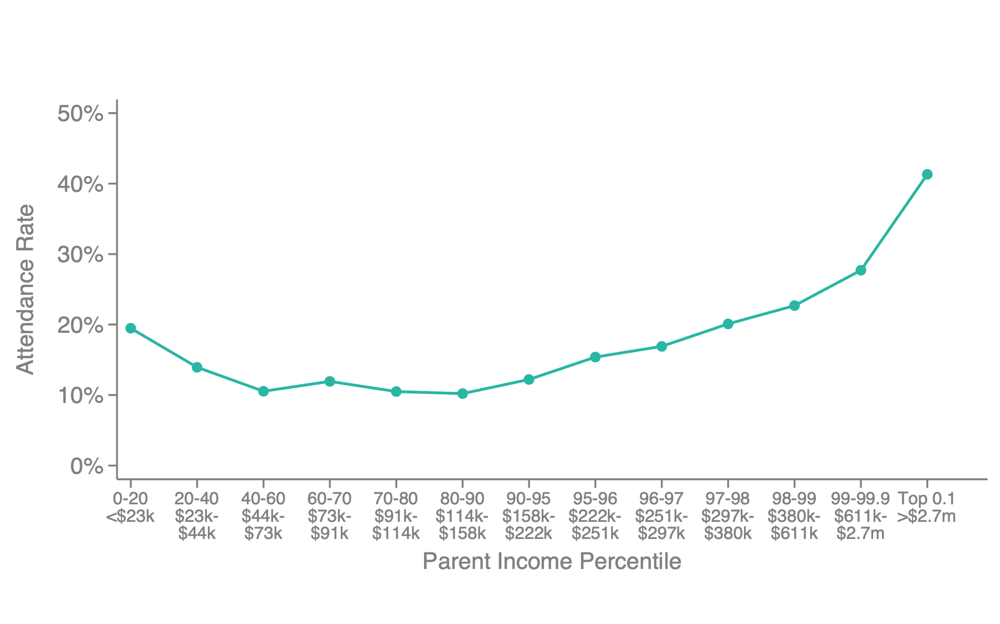 50%
40%
30%
20%
10%
0%
Attendance Rate
0-20 20-40 40-60 60-70 70-80 80-90 90-95 95-96 96-97 97-98 98-99 99-99.9 Top 0.1
<$23k $23k- $44k- $73k- $91k- $114k- $158k- $222k- $251k- $297k- $380k- $611k- >$2.7m
$44k $73k $91k $114k $158k $222k $251k $297k $380k $611k $2.7m
Parent Income Percentile